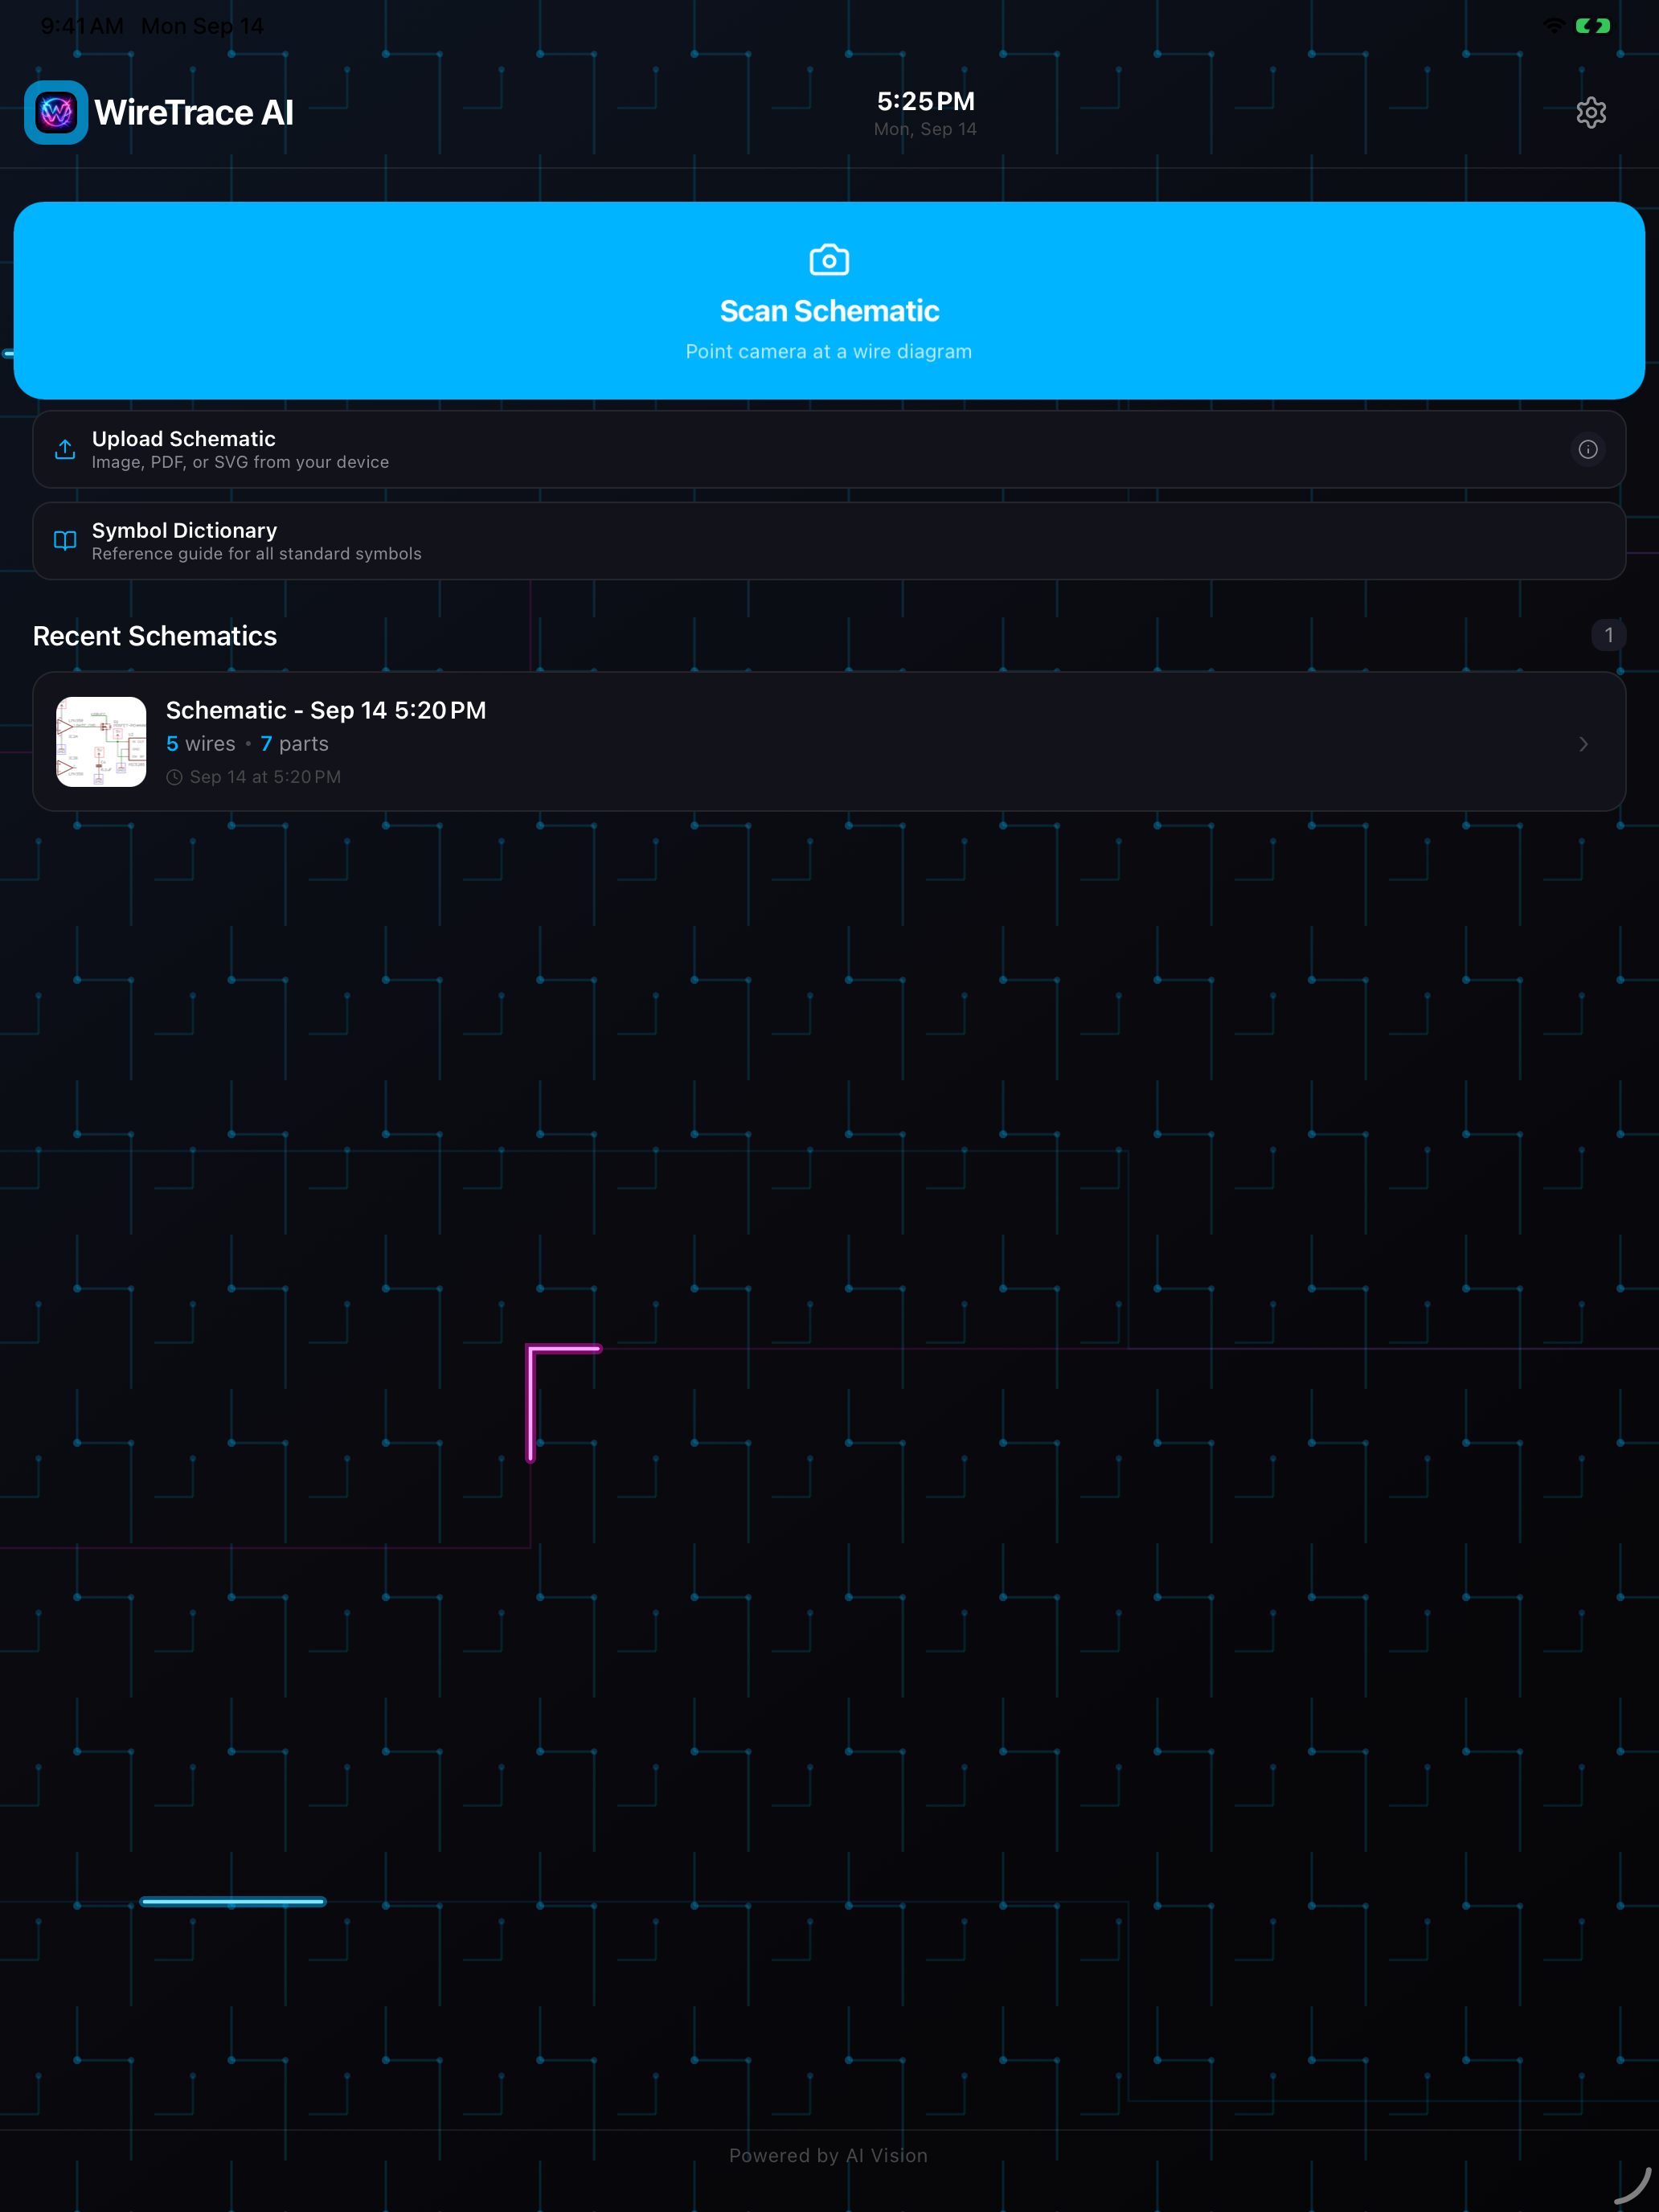 9:41 AM Mon Sep 14
WireTrace AI
5:25 PM
Mon, Sep 14
Scan Schematic
Point camera at a wire diagram
Upload Schematic
Image, PDF, or SVG from your device
Symbol Dictionary
Reference guide for all standard symbols
Recent Schematics
1
Schematic - Sep 14 5:20 PM
5 wires • 7 parts
Sep 14 at 5:20 PM
Powered by AI Vision